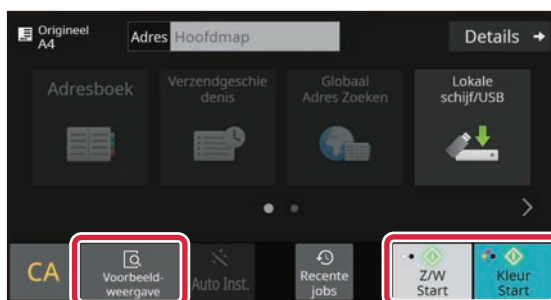 Origineel
A4
Adres Hoofdmap
Details
Adresboek
Verzendgeschie
denis
Globaal
Adres Zoeken
Lokale
schijf/USB
CA
Voorbeeld-
weergave
Auto Inst.
Recente
jobs
Z/W
Start
Kleur
Start